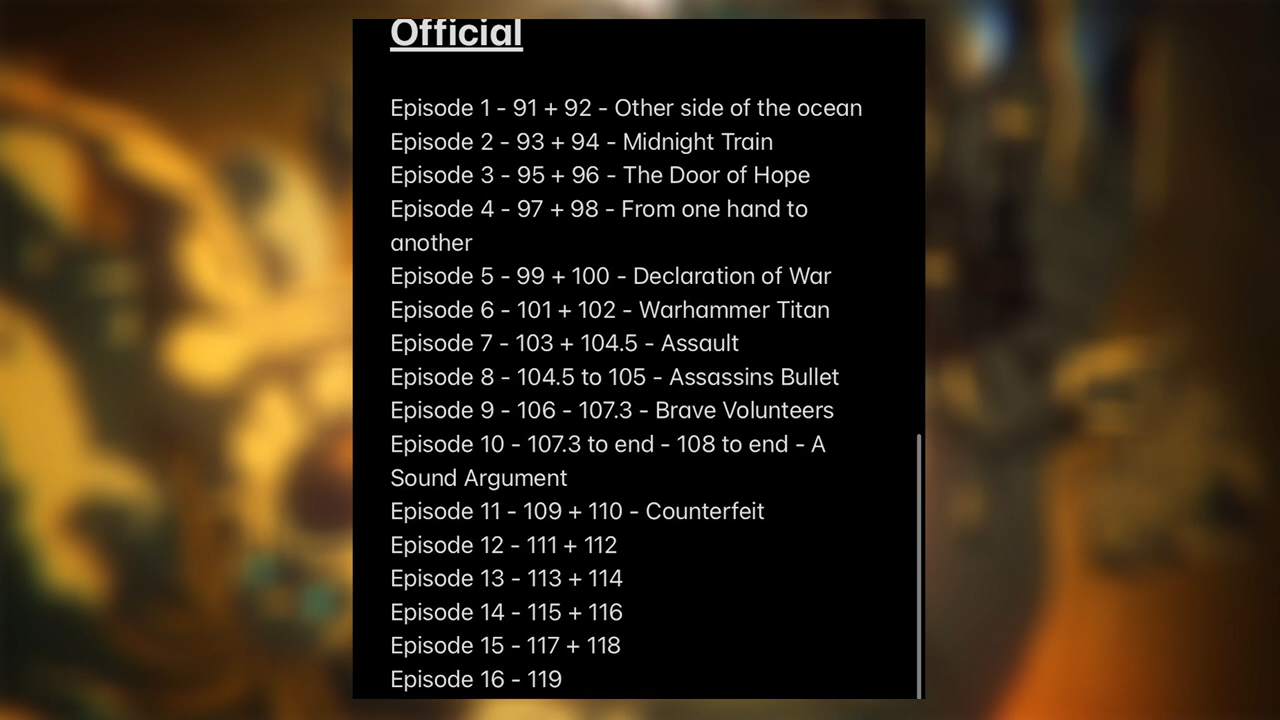 Official
Episode 1 - 91 + 92 - Other side of the ocean
Episode 2 - 93 + 94 - Midnight Train
Episode 3 - 95 + 96 - The Door of Hope
Episode 4 - 97 + 98 - From one hand to
another
Episode 5 - 99 + 100 - Declaration of War
Episode 6 - 101 + 102 - Warhammer Titan
Episode 7 - 103 + 104.5 - Assault
Episode 8 - 104.5 to 105 - Assassins Bullet
Episode 9 - 106 - 107.3 - Brave Volunteers
Episode 10 - 107.3 to end - 108 to end - A
Sound Argument
Episode 11 - 109 + 110 - Counterfeit
Episode 12 - 111 + 112
Episode 13 - 113 + 114
Episode 14 - 115 + 116
Episode 15 - 117 + 118
Episode 16 - 119